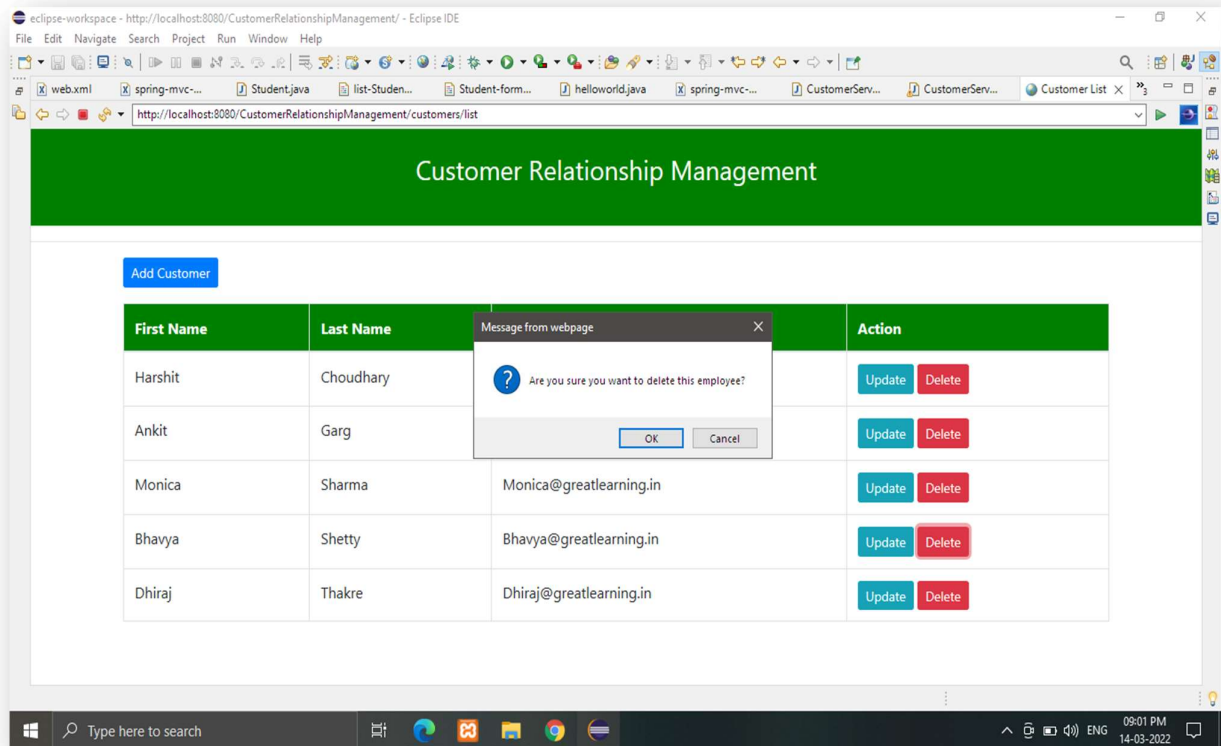 eclipse-workspace - http://localhost:8080/CustomerRelationshipManagement/ - Eclipse IDE
File Edit Navigate Search Project Run Window Help
web.xml spring-mvc-... Student.java list-Studen... Student-form... helloworld.java spring-mvc-... CustomerServ... CustomerServ... Customer List »3
http://localhost:8080/CustomerRelationshipManagement/customers/list
Customer Relationship Management
Add Customer
First Name Last Name Action
Message from webpage
Are you sure you want to delete this employee?
OK Cancel
Harshit Choudhary Update Delete
Ankit Garg Update Delete
Monica Sharma Monica@greatlearning.in Update Delete
Bhavya Shetty Bhavya@greatlearning.in Update Delete
Dhiraj Thakre Dhiraj@greatlearning.in Update Delete
Type here to search
ENG
09:01 PM
14-03-2022